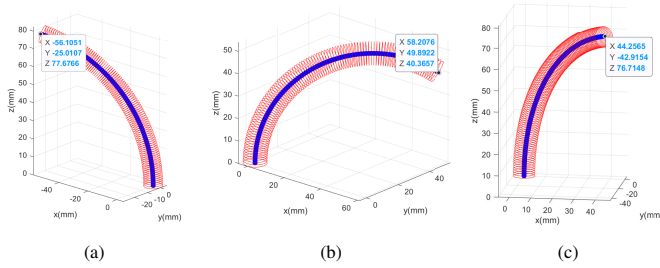 80
70
60
50
40
30
20
10
0
z(mm)
X -56.1051
Y -25.0107
Z 77.6766
-40
-20
0
x(mm)
-20
-10
0
y(mm)
(a)
50
40
30
20
10
0
z(mm)
X 58.2076
Y 49.8922
Z 40.3657
0
20
40
60
x(mm)
0
20
40
y(mm)
(b)
80
70
60
50
40
30
20
10
0
z(mm)
X 44.2565
Y -42.9154
Z 76.7148
0
10
20
30
40
x(mm)
0
-20
-40
y(mm)
(c)